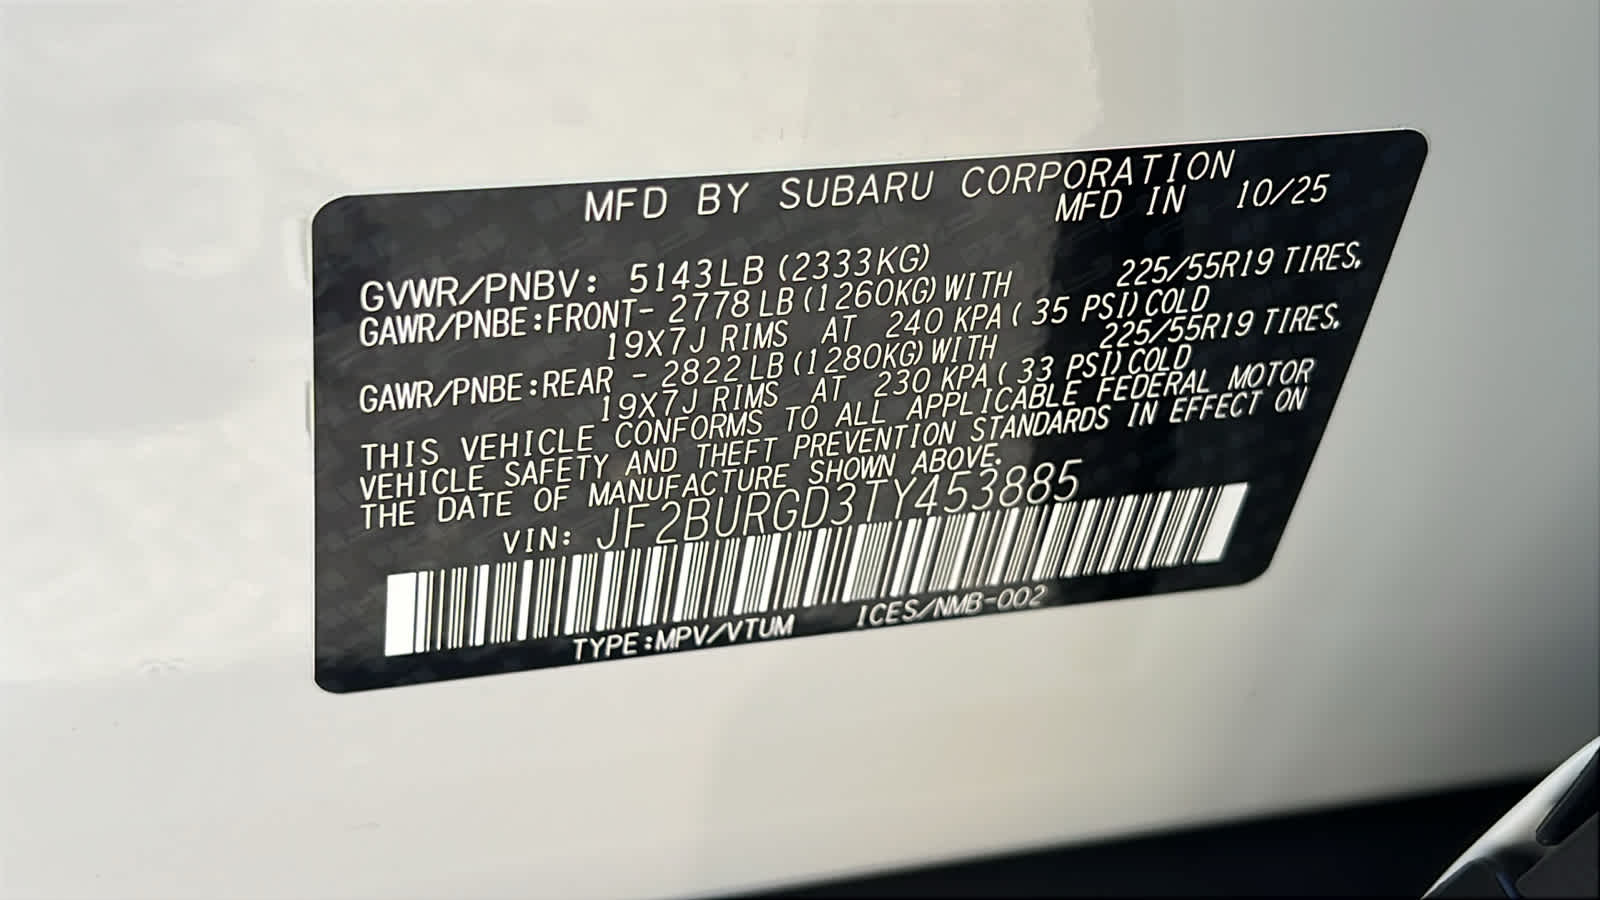 MFD BY SUBARU CORPORATION
MFD IN 10/25
GVWR/PNBV: 5143LB (2333KG)
GAWR/PNBE:FRONT- 2778LB (1260KG) WITH 225/55R19 TIRES,
19X7J RIMS AT 240 KPA ( 35 PSI) COLD
GAWR/PNBE:REAR - 2822LB (1280KG) WITH 225/55R19 TIRES,
19X7J RIMS AT 230 KPA ( 33 PSI) COLD
THIS VEHICLE CONFORMS TO ALL APPLICABLE FEDERAL MOTOR
VEHICLE SAFETY AND THEFT PREVENTION STANDARDS IN EFFECT ON
THE DATE OF MANUFACTURE SHOWN ABOVE.
VIN: JF2BURGD3TY453885
TYPE:MPV/VTUM ICES/NMB-002